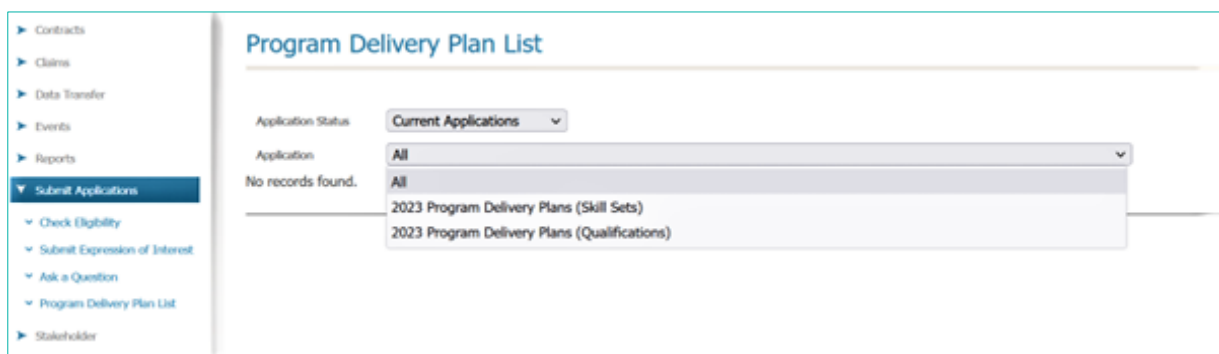 Contracts
Claims
Data Transfer
Events
Reports
Submit Applications
Check Eligibility
Submit Expression of Interest
Ask a Question
Program Delivery Plan List
Stakeholder
Program Delivery Plan List
Application Status
Current Applications
Application
All
No records found.
All
2023 Program Delivery Plans (Skill Sets)
2023 Program Delivery Plans (Qualifications)